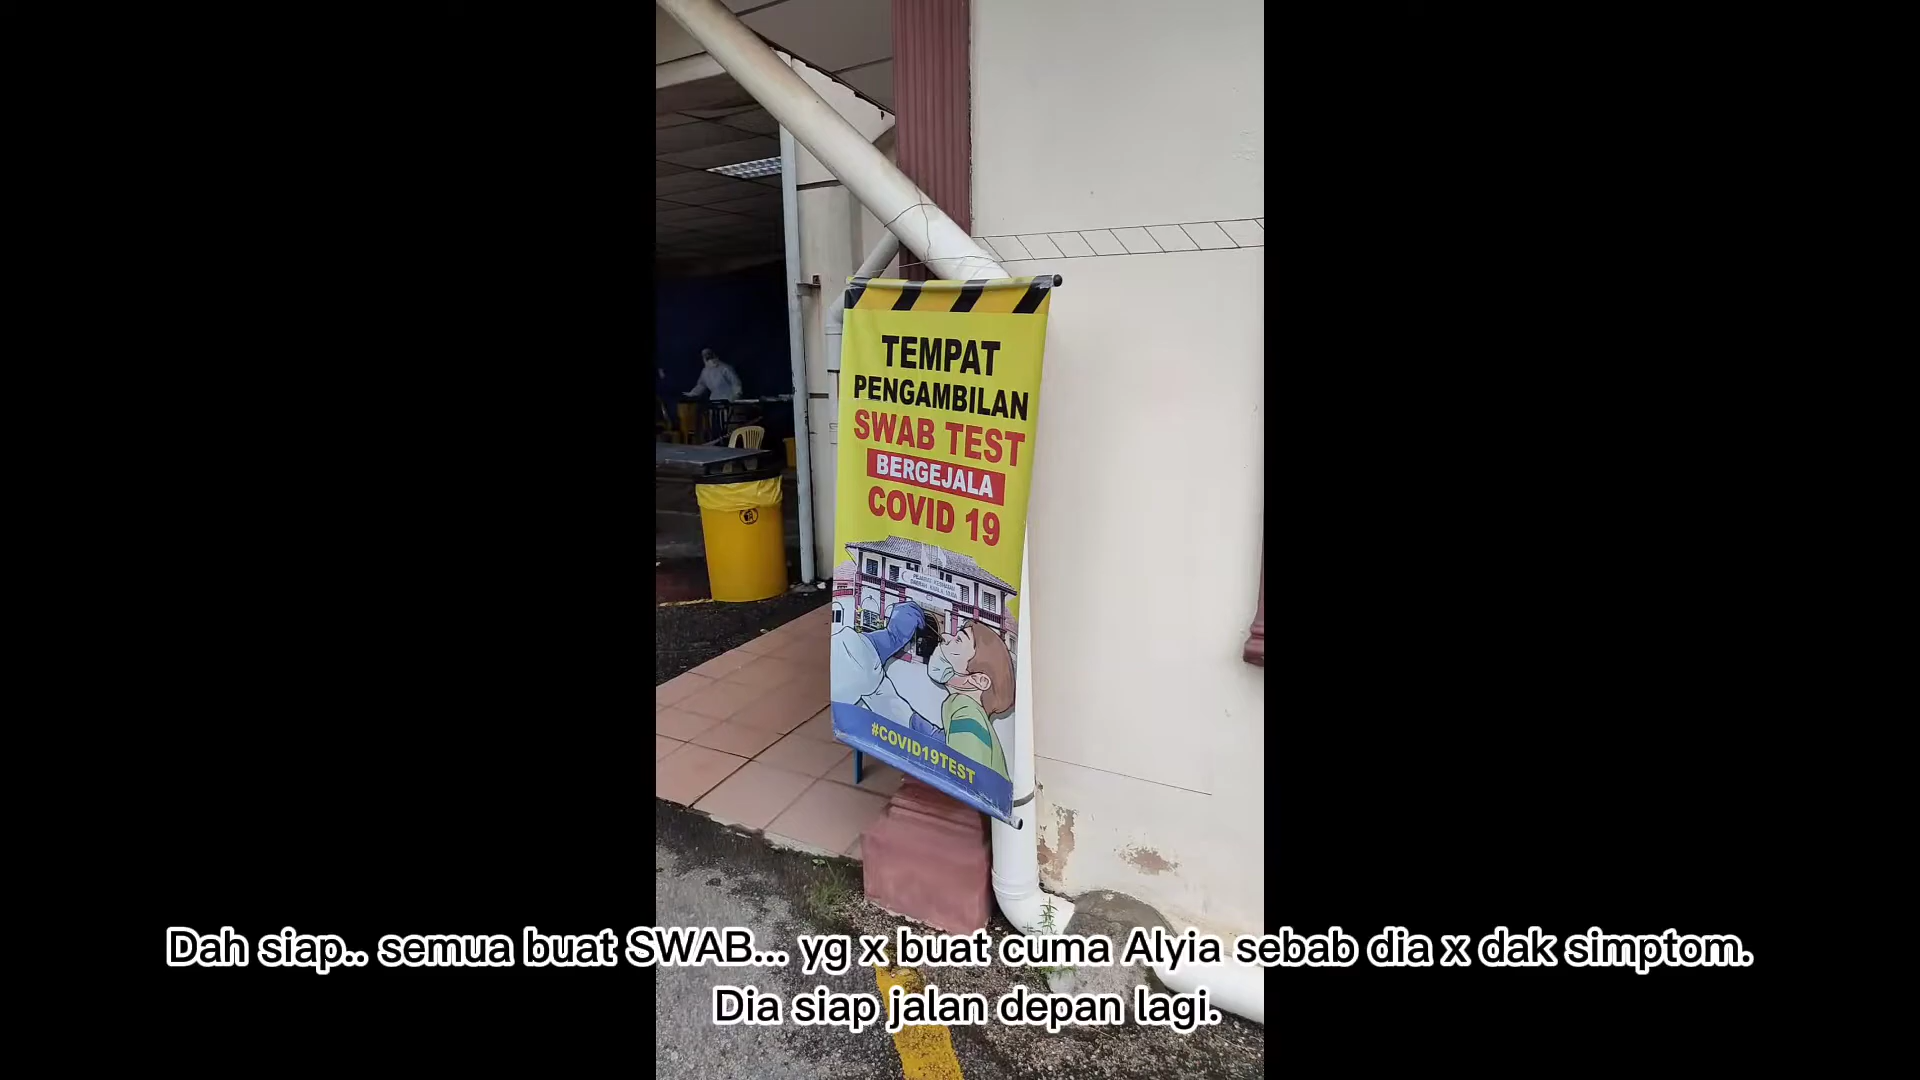 TEMPAT
PENGAMBILAN
SWAB TEST
BERGEJALA
COVID 19
#COVID19TEST
Dah siap.. semua buat SWAB... yg x buat cuma Alyia sebab dia x dak simptom.
Dia siap jalan depan lagi.